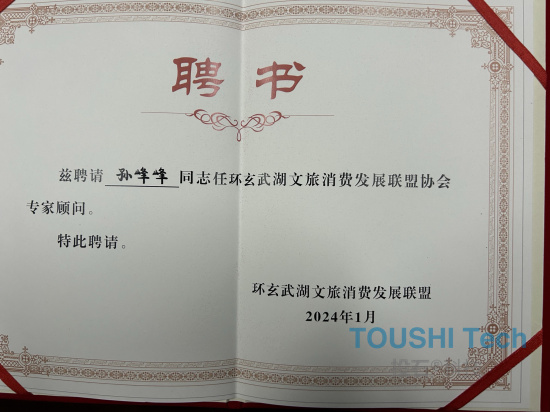 聘书
兹聘请 孙峰峰 同志任环玄武湖文旅消费发展联盟协会
专家顾问。
特此聘请。
环玄武湖文旅消费发展联盟
2024年1月
TOUSHI Tech